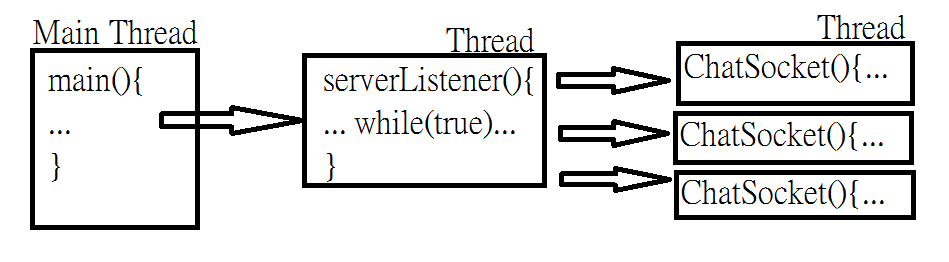 Main Thread
main(){
...
}
Thread
serverListener(){
... while(true)...
}
Thread
ChatSocket(){...
ChatSocket(){...
ChatSocket(){...